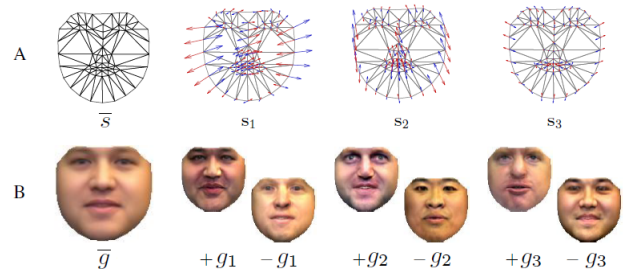 A
s̅ s₁ s₂ s₃
B
g̅ +g₁ −g₁ +g₂ −g₂ +g₃ −g₃